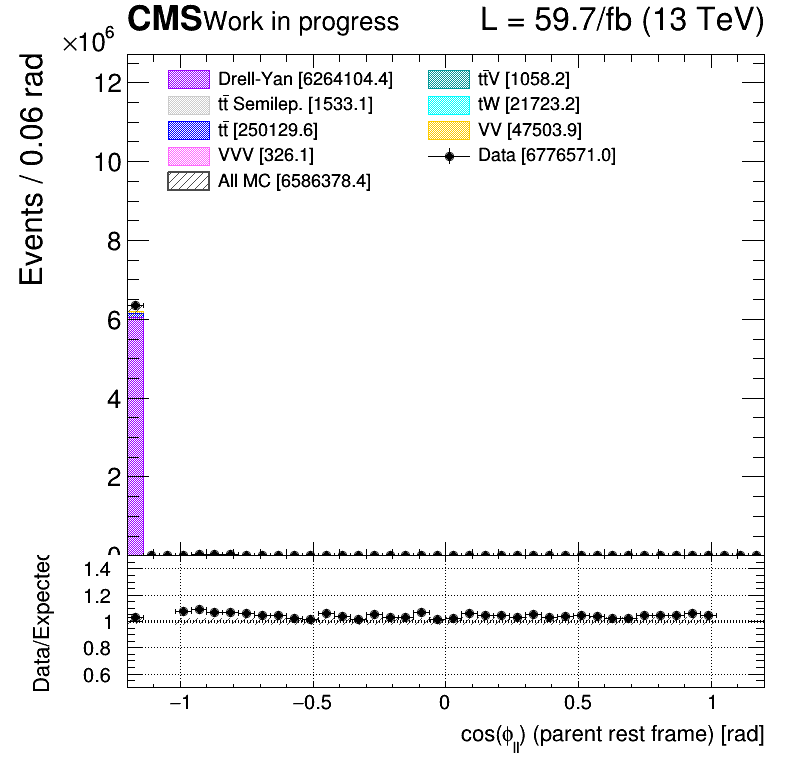 CMS Work in progress L = 59.7/fb (13 TeV)
×10⁶
Events / 0.06 rad
12
10
8
6
4
2
0
Drell-Yan [6264104.4]
tt̄ Semilep. [1533.1]
tt̄ [250129.6]
VVV [326.1]
All MC [6586378.4]
tt̄V [1058.2]
tW [21723.2]
VV [47503.9]
Data [6776571.0]
Data/Expected
1.4
1.2
1
0.8
0.6
−1 −0.5 0 0.5 1
cos(ϕ_ll) (parent rest frame) [rad]